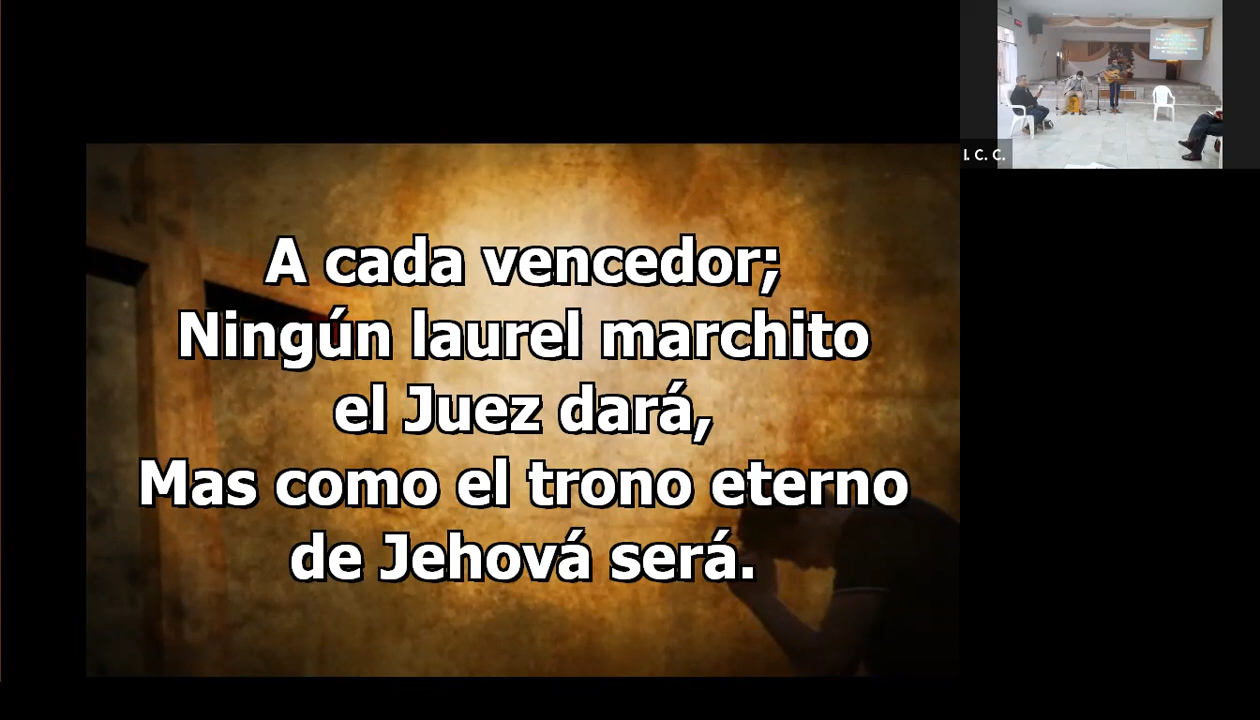 A cada vencedor;
Ningún laurel marchito
el Juez dará,
Mas como el trono eterno
de Jehová será.
I. C. C.